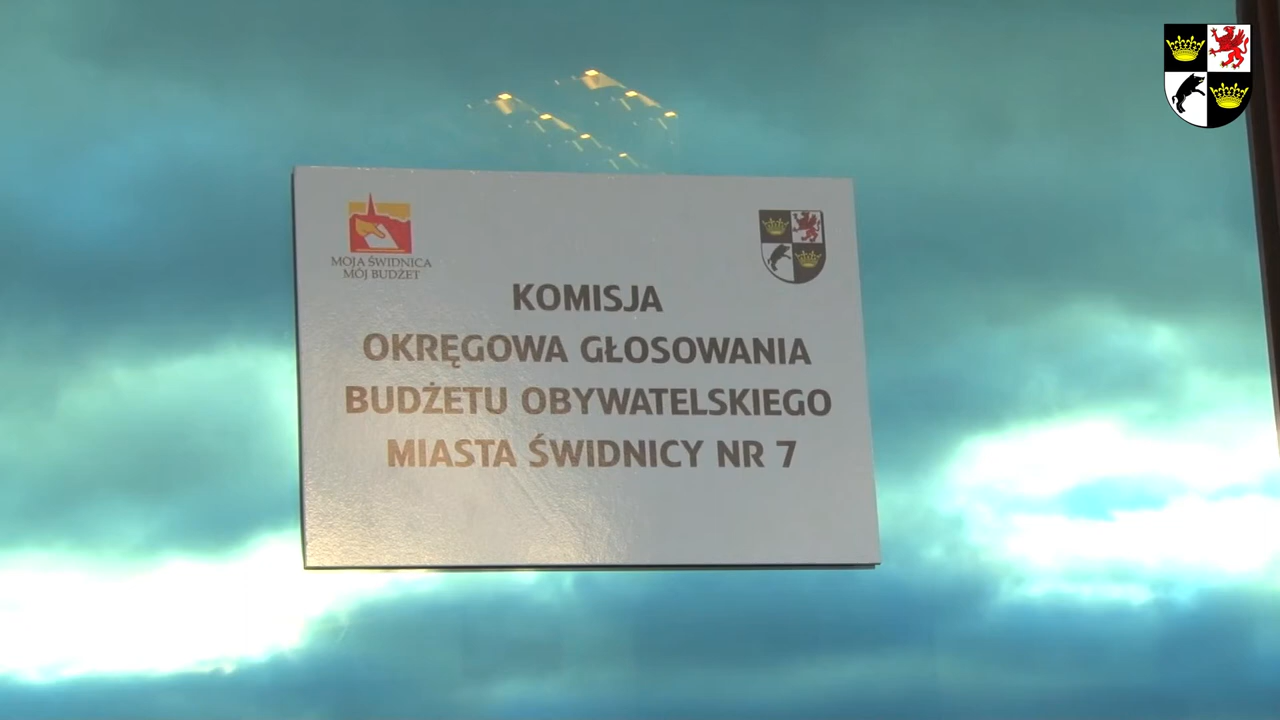 MOJA ŚWIDNICA
MÓJ BUDŻET
KOMISJA
OKRĘGOWA GŁOSOWANIA
BUDŻETU OBYWATELSKIEGO
MIASTA ŚWIDNICY NR 7